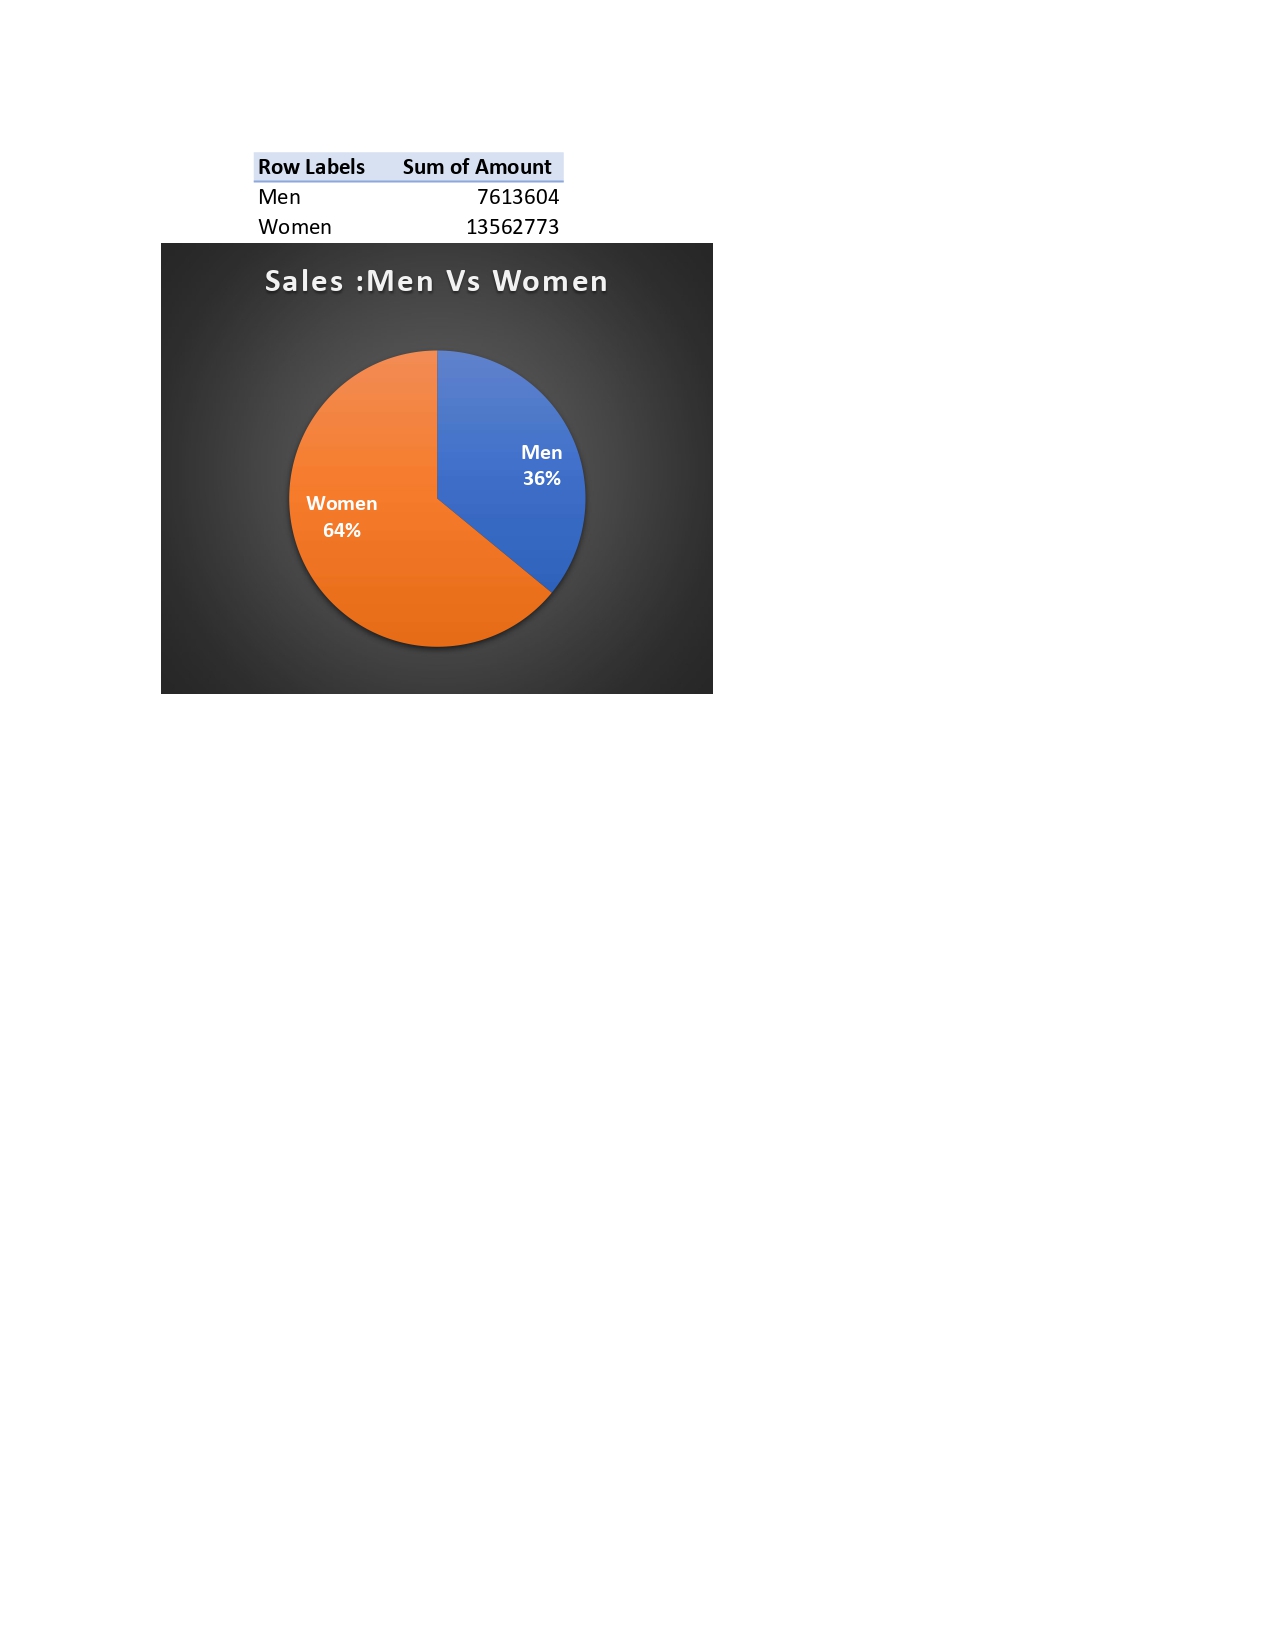 Row Labels Sum of Amount
Men 7613604
Women 13562773
Sales :Men Vs Women
Men
36%
Women
64%